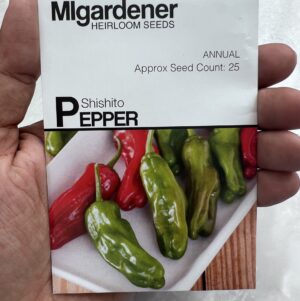 MIgardener
HEIRLOOM SEEDS
ANNUAL
Approx Seed Count: 25
Shishito
PEPPER